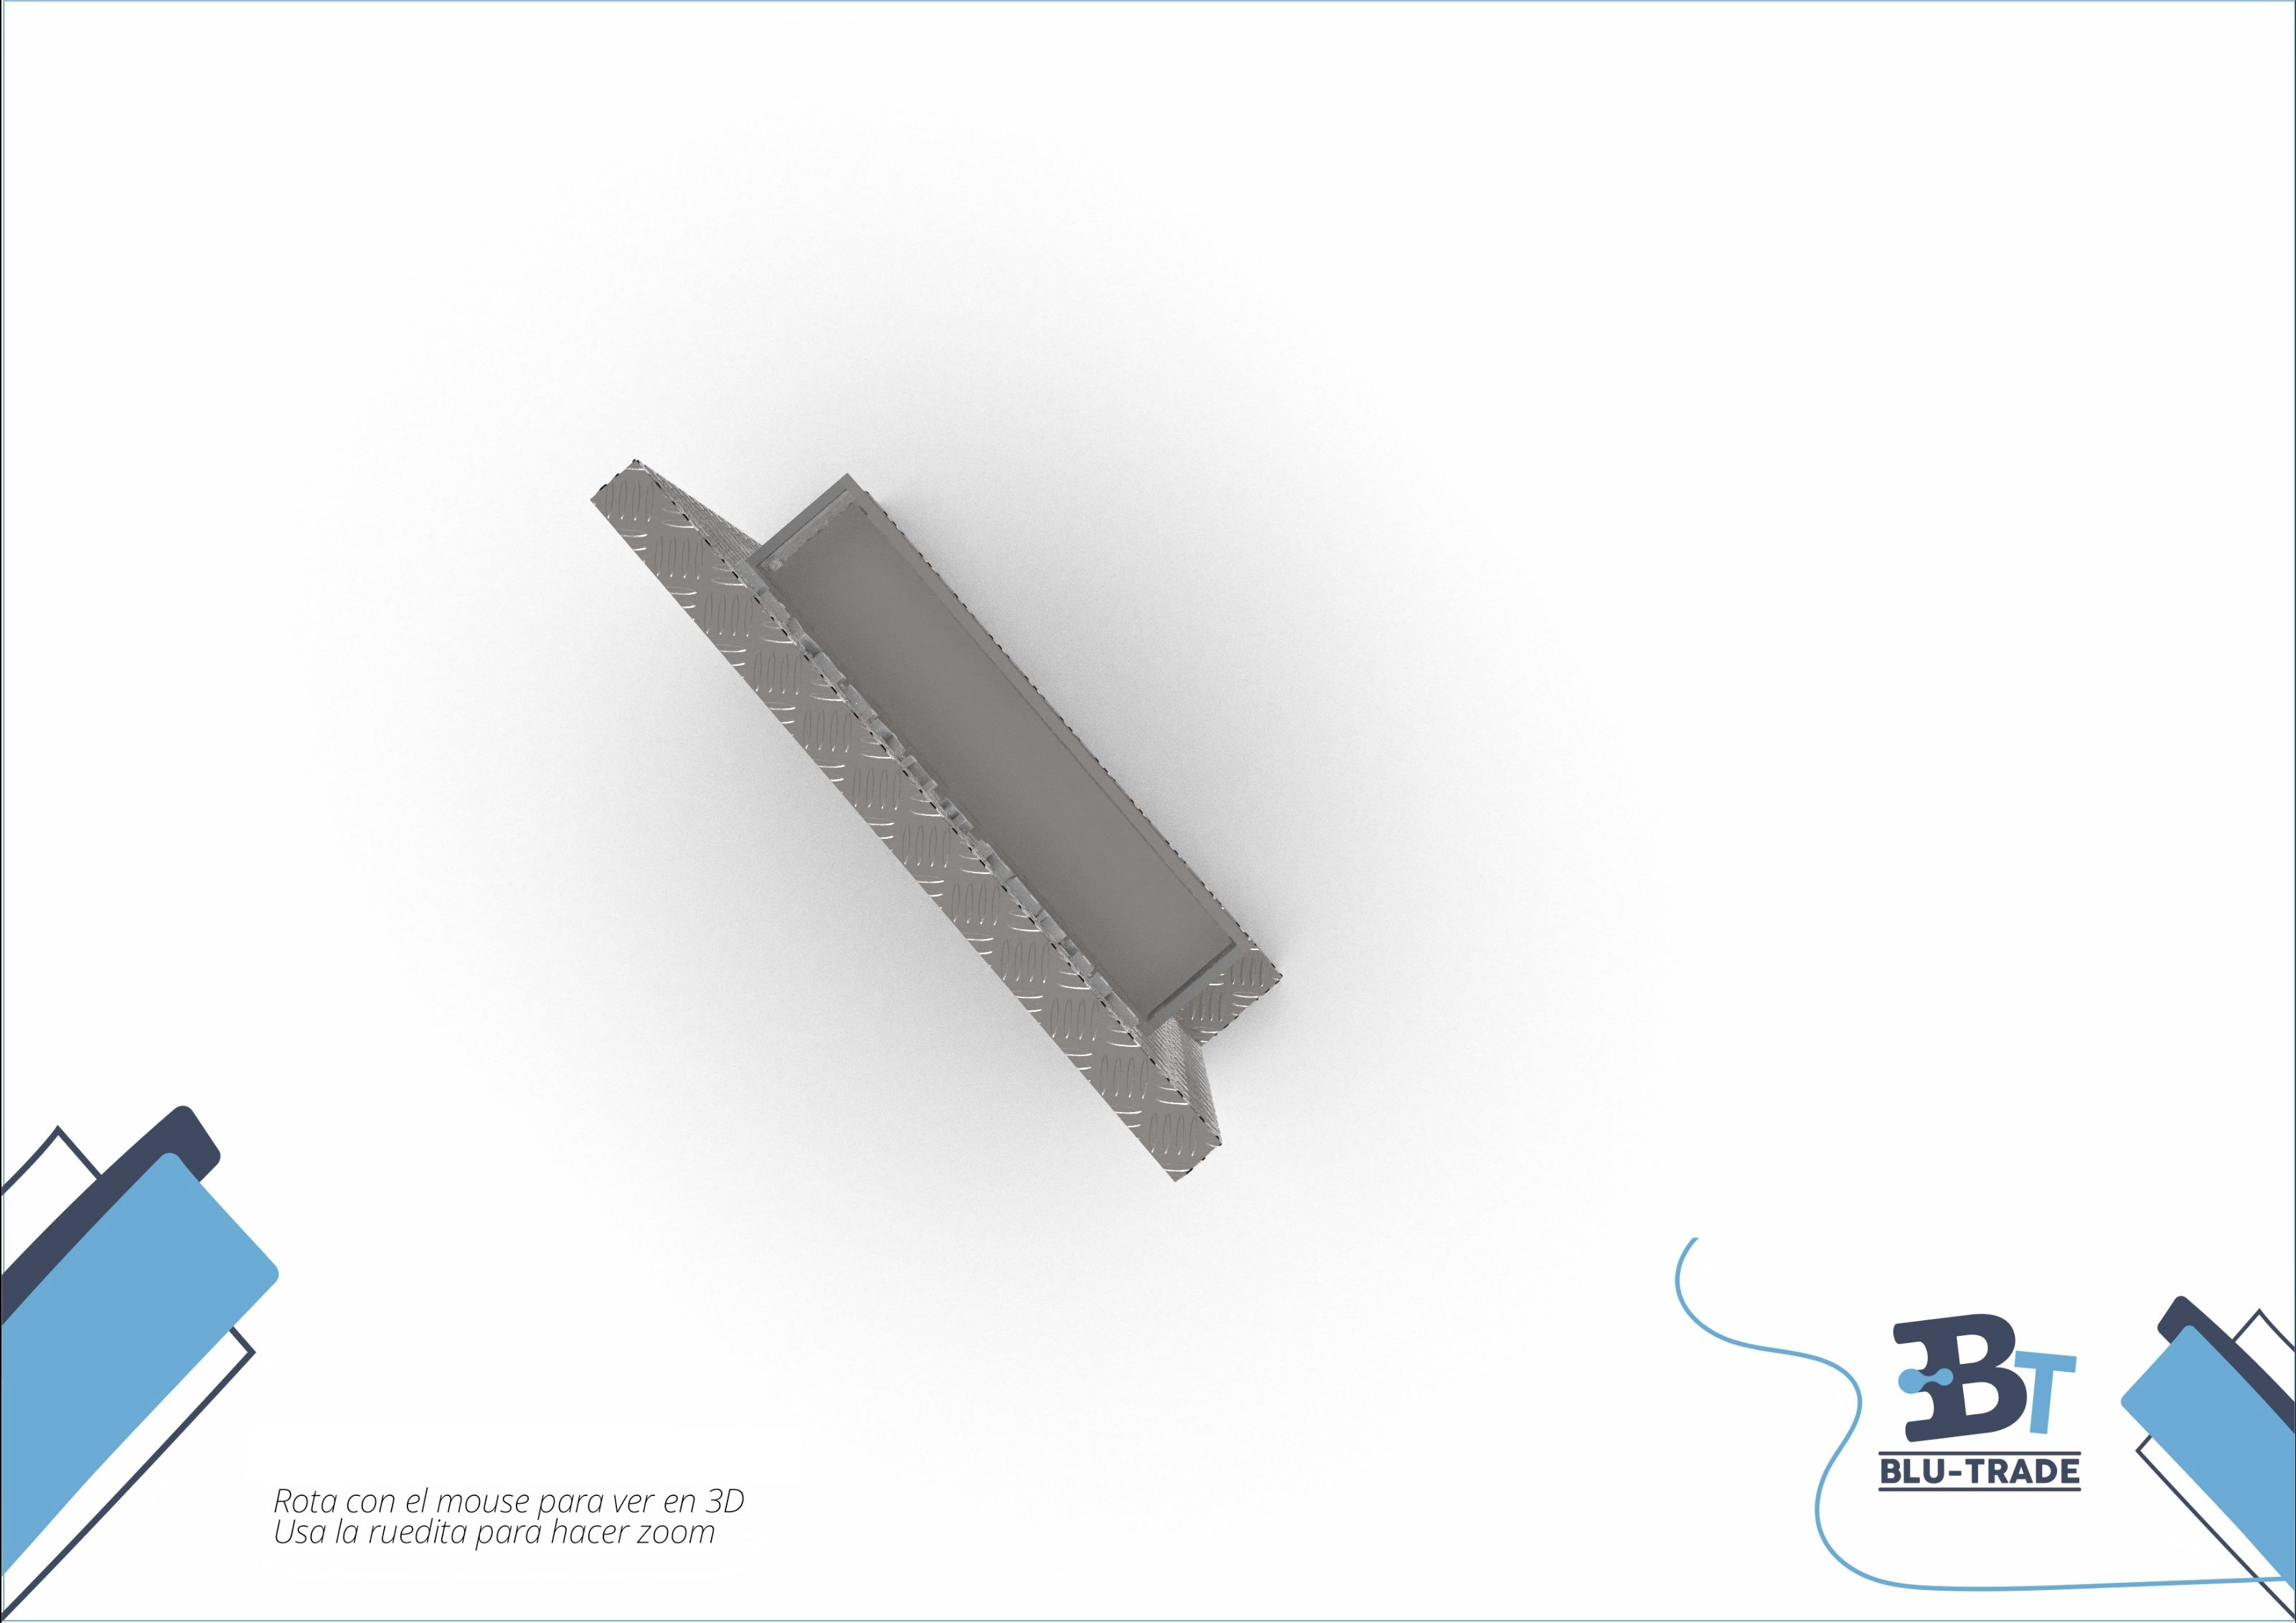 Rota con el mouse para ver en 3D
Usa la ruedita para hacer zoom
BT
BLU-TRADE